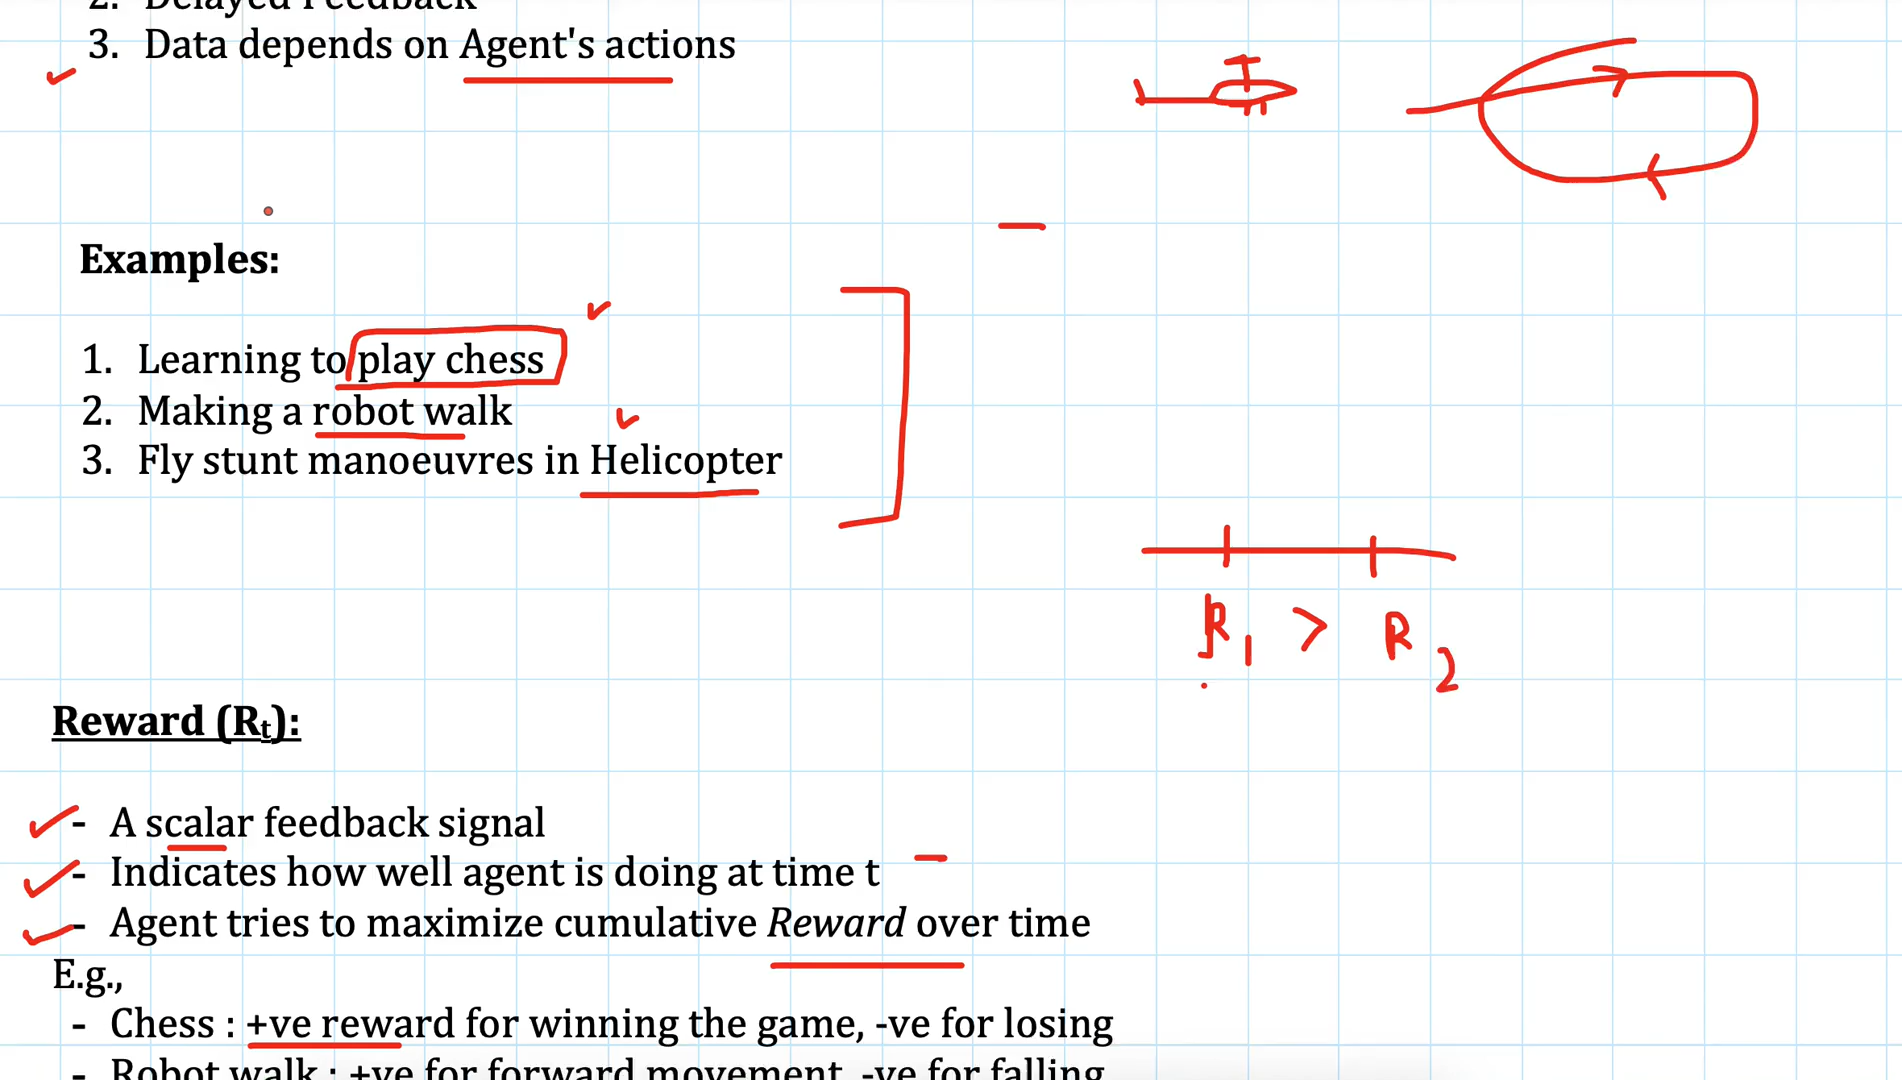 2. Delayed Feedback
3. Data depends on Agent's actions
Examples:
1. Learning to play chess
2. Making a robot walk
3. Fly stunt manoeuvres in Helicopter
R1 > R2
Reward (Rt):
- A scalar feedback signal
- Indicates how well agent is doing at time t
- Agent tries to maximize cumulative Reward over time
E.g.,
- Chess : +ve reward for winning the game, -ve for losing
- Robot walk : +ve for forward movement, -ve for falling